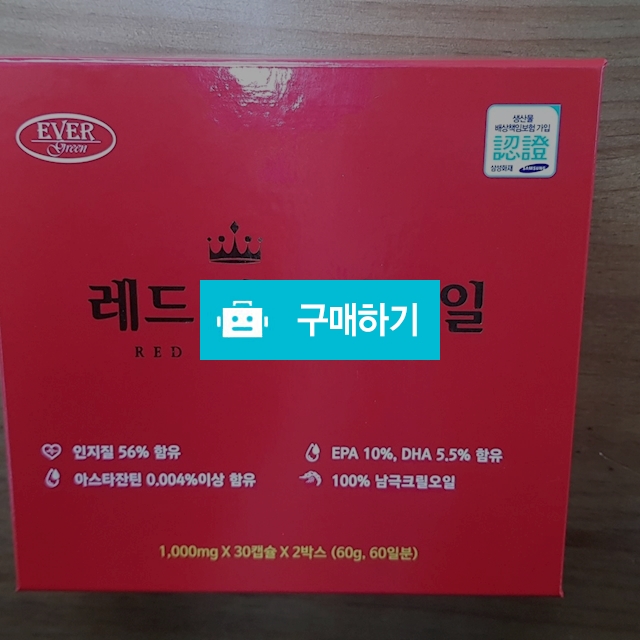 EVER
Green
생산물
배상책임보험 가입
認證
삼성화재 SAMSUNG
레드 일
구매하기
RED
인지질 56% 함유
EPA 10%, DHA 5.5% 함유
아스타잔틴 0.004%이상 함유
100% 남극크릴오일
1,000mg X 30캡슐 X 2박스 (60g, 60일분)